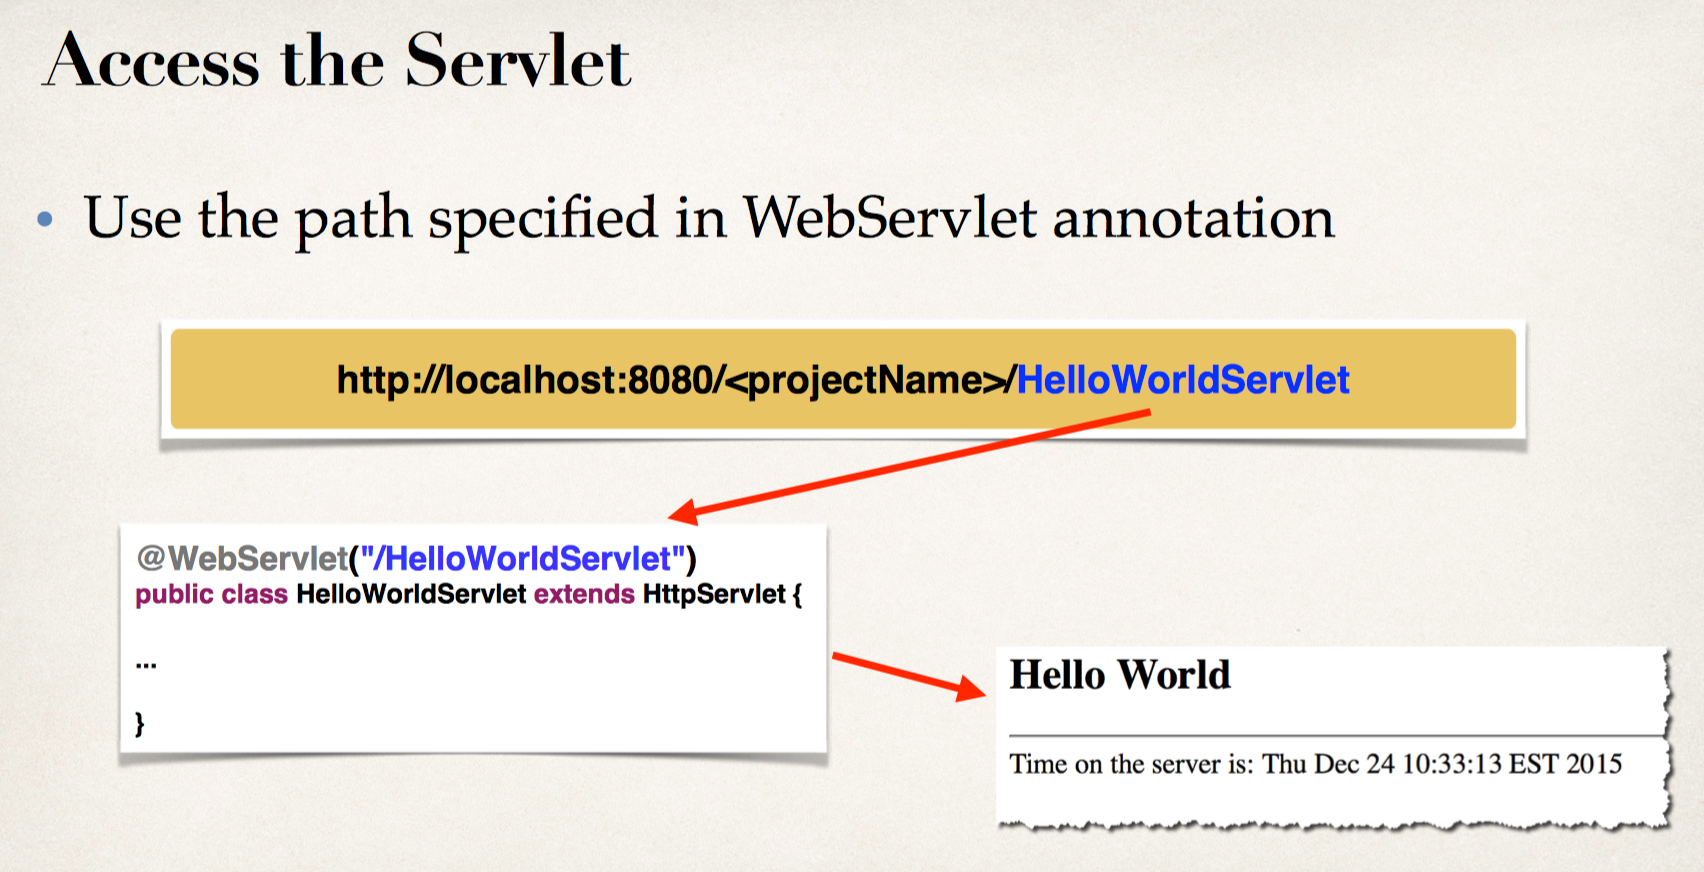 Access the Servlet
• Use the path specified in WebServlet annotation
http://localhost:8080/<projectName>/HelloWorldServlet
@WebServlet("/HelloWorldServlet")
public class HelloWorldServlet extends HttpServlet {
...
}
Hello World
Time on the server is: Thu Dec 24 10:33:13 EST 2015